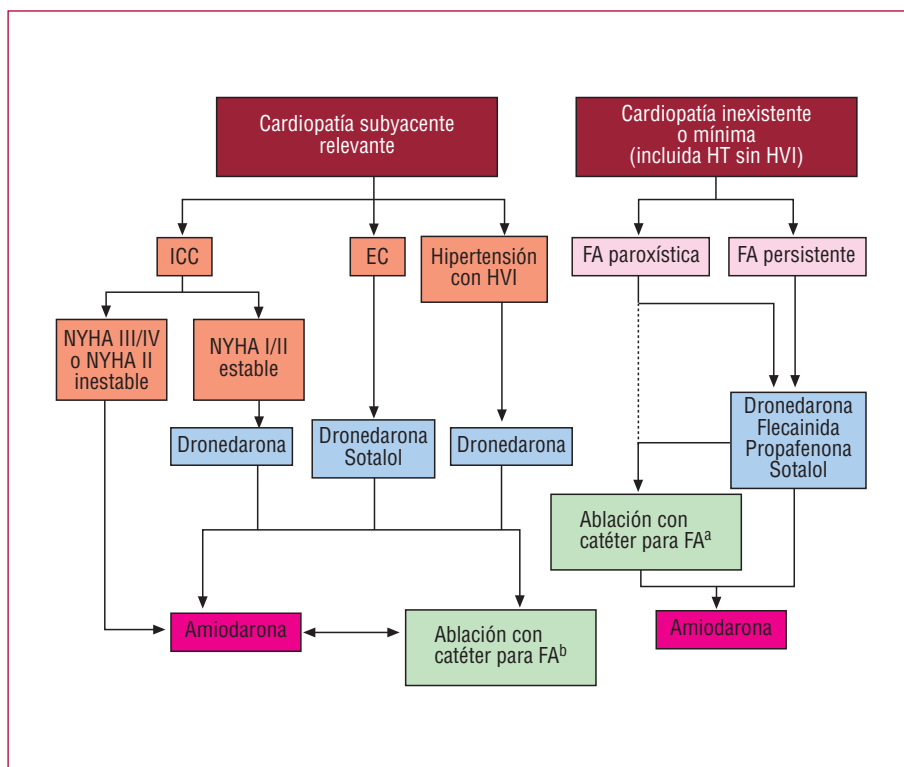 Cardiopatía subyacente
relevante
Cardiopatía inexistente
o mínima
(incluida HT sin HVI)
ICC
EC
Hipertensión
con HVI
FA paroxística
FA persistente
NYHA III/IV
o NYHA II
inestable
NYHA I/II
estable
Dronedarona
Dronedarona
Sotalol
Dronedarona
Dronedarona
Flecainida
Propafenona
Sotalol
Ablación con
catéter para FAa
Amiodarona
Ablación con
catéter para FAb
Amiodarona